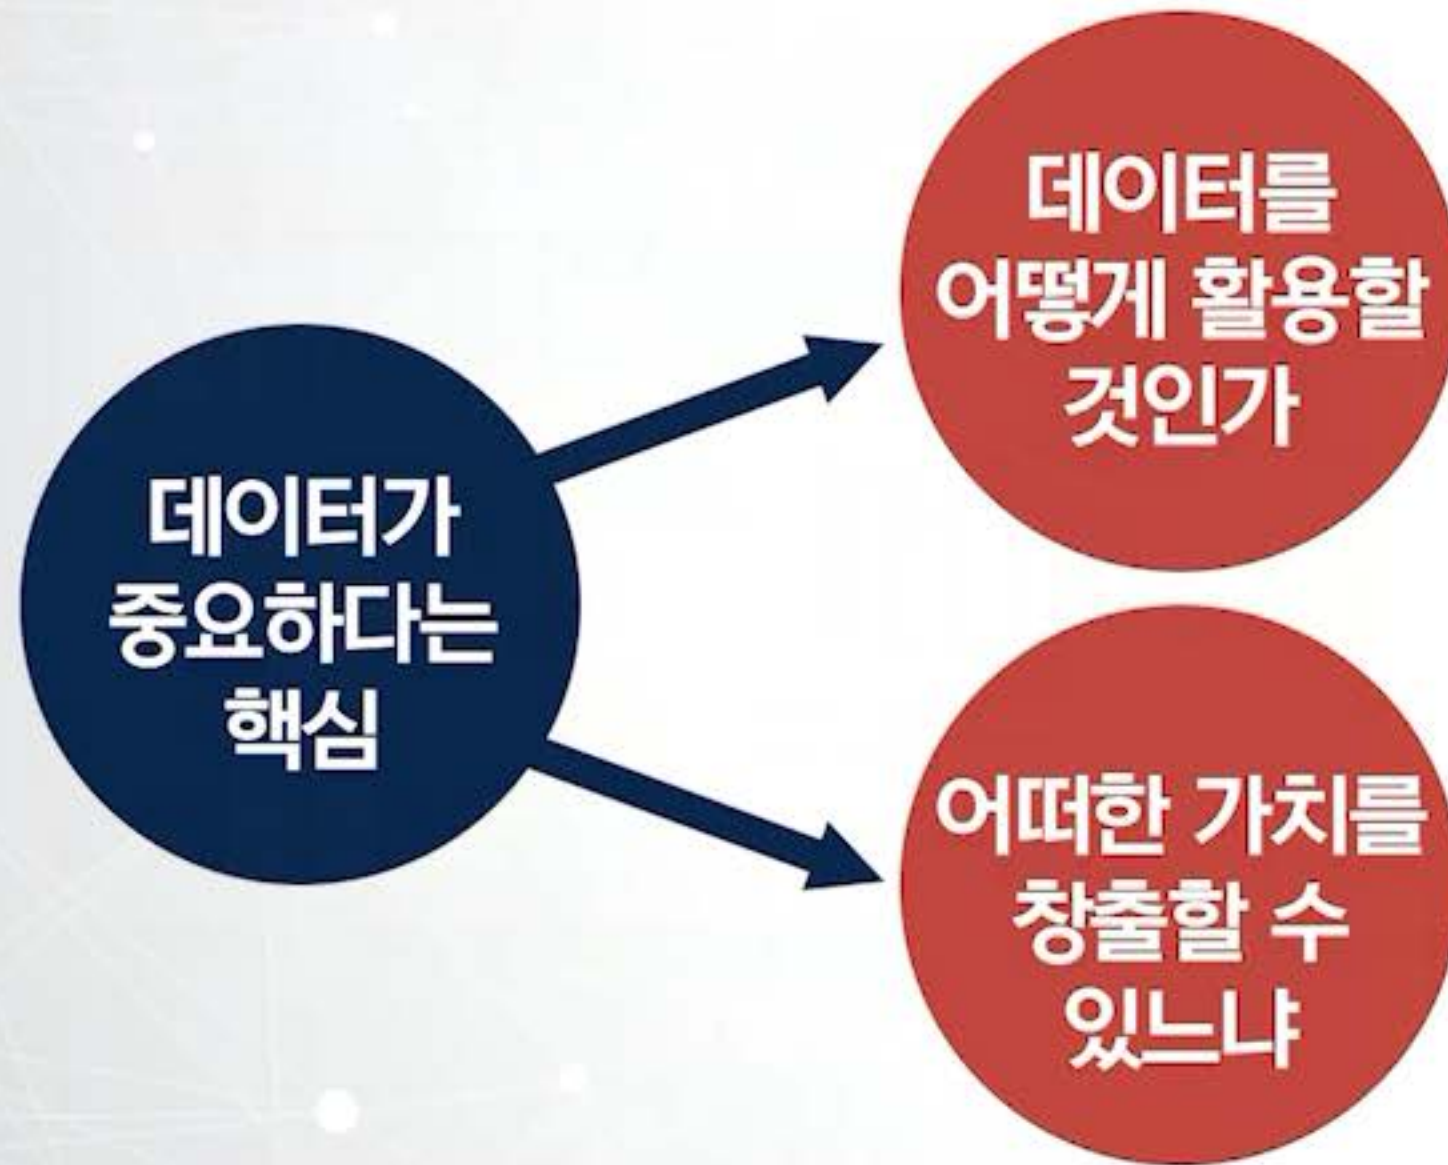 데이터가
중요하다는
핵심
데이터를
어떻게 활용할
것인가
어떠한 가치를
창출할 수
있느냐